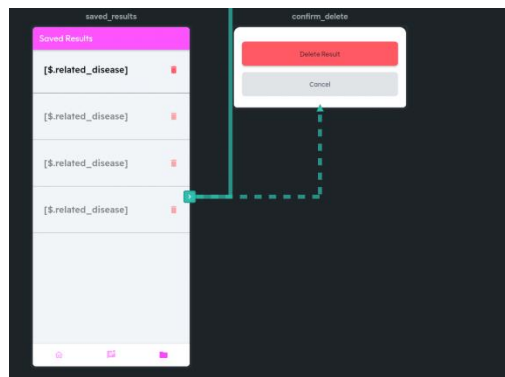 saved_results
confirm_delete
Saved Results
Delete Result
[$.related_disease]
Cancel
[$.related_disease]
[$.related_disease]
[$.related_disease]